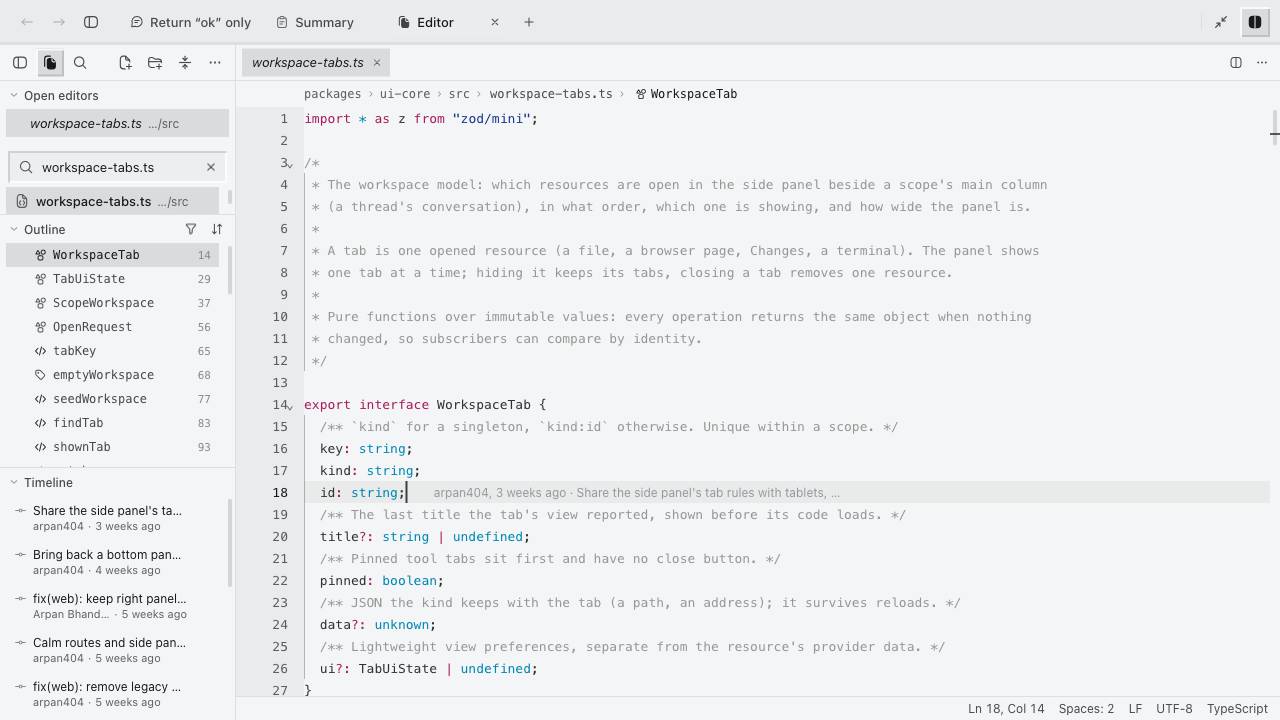 Return “ok” only
Summary
Editor
workspace-tabs.ts
Open editors
workspace-tabs.ts …/src
workspace-tabs.ts
workspace-tabs.ts …/src
Outline
WorkspaceTab 14
TabUiState 29
ScopeWorkspace 37
OpenRequest 56
tabKey 65
emptyWorkspace 68
seedWorkspace 77
findTab 83
shownTab 93
Timeline
Share the side panel's ta...
arpan404 · 3 weeks ago
Bring back a bottom pan...
arpan404 · 4 weeks ago
fix(web): keep right panel...
Arpan Bhand... · 5 weeks ago
Calm routes and side pan...
arpan404 · 5 weeks ago
fix(web): remove legacy ...
arpan404 · 5 weeks ago
packages › ui-core › src › workspace-tabs.ts › WorkspaceTab
1 import * as z from "zod/mini";
2
3 /*
4 * The workspace model: which resources are open in the side panel beside a scope's main column
5 * (a thread's conversation), in what order, which one is showing, and how wide the panel is.
6 *
7 * A tab is one opened resource (a file, a browser page, Changes, a terminal). The panel shows
8 * one tab at a time; hiding it keeps its tabs, closing a tab removes one resource.
9 *
10 * Pure functions over immutable values: every operation returns the same object when nothing
11 * changed, so subscribers can compare by identity.
12 */
13
14 export interface WorkspaceTab {
15 /** `kind` for a singleton, `kind:id` otherwise. Unique within a scope. */
16 key: string;
17 kind: string;
18 id: string; arpan404, 3 weeks ago · Share the side panel's tab rules with tablets, ...
19 /** The last title the tab's view reported, shown before its code loads. */
20 title?: string | undefined;
21 /** Pinned tool tabs sit first and have no close button. */
22 pinned: boolean;
23 /** JSON the kind keeps with the tab (a path, an address); it survives reloads. */
24 data?: unknown;
25 /** Lightweight view preferences, separate from the resource's provider data. */
26 ui?: TabUiState | undefined;
27 }
Ln 18, Col 14 Spaces: 2 LF UTF-8 TypeScript